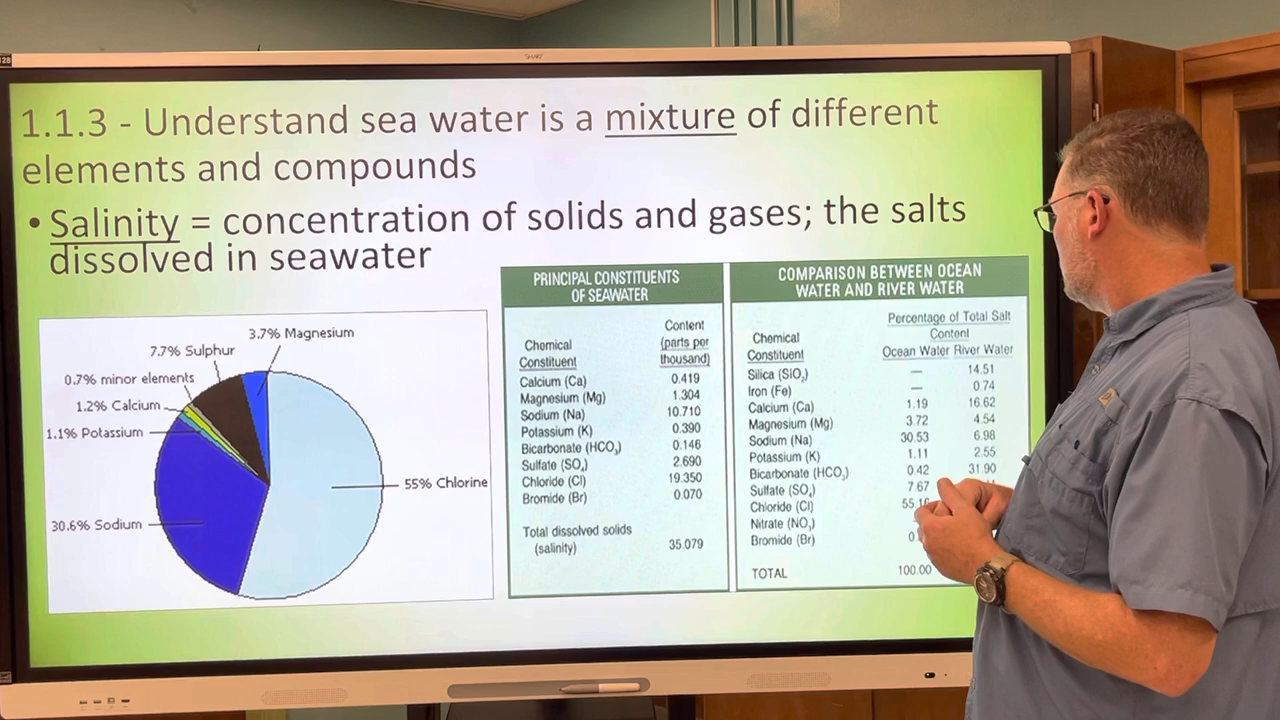 SMART
1.1.3 - Understand sea water is a mixture of different
elements and compounds
• Salinity = concentration of solids and gases; the salts
dissolved in seawater
3.7% Magnesium
7.7% Sulphur
0.7% minor elements
1.2% Calcium
1.1% Potassium
55% Chlorine
30.6% Sodium
PRINCIPAL CONSTITUENTS
OF SEAWATER
Content
Chemical (parts per
Constituent thousand)
Calcium (Ca) 0.419
Magnesium (Mg) 1.304
Sodium (Na) 10.710
Potassium (K) 0.390
Bicarbonate (HCO₃) 0.146
Sulfate (SO₄) 2.690
Chloride (Cl) 19.350
Bromide (Br) 0.070
Total dissolved solids
(salinity) 35.079
COMPARISON BETWEEN OCEAN
WATER AND RIVER WATER
Percentage of Total Salt
Chemical Content
Constituent Ocean Water River Water
Silica (SiO₂) — 14.51
Iron (Fe) — 0.74
Calcium (Ca) 1.19 16.62
Magnesium (Mg) 3.72 4.54
Sodium (Na) 30.53 6.98
Potassium (K) 1.11 2.55
Bicarbonate (HCO₃) 0.42 31.90
Sulfate (SO₄) 7.67
Chloride (Cl) 55.16
Nitrate (NO₃)
Bromide (Br)
TOTAL 100.00